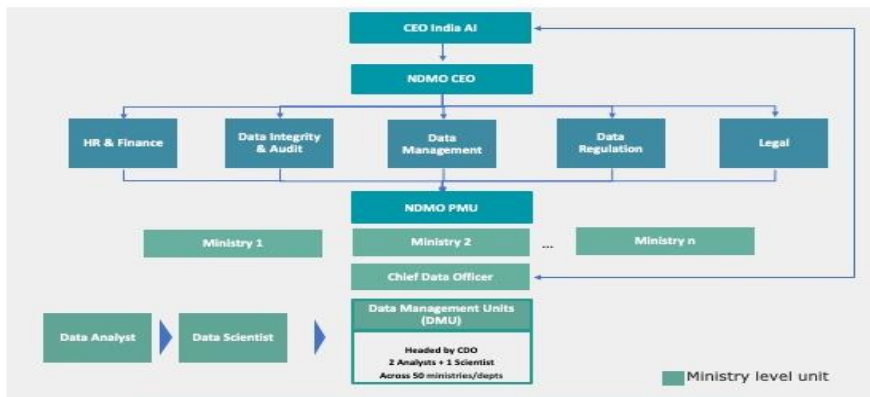 CEO India AI
NDMO CEO
HR & Finance
Data Integrity
& Audit
Data
Management
Data
Regulation
Legal
NDMO PMU
Ministry 1
Ministry 2
...
Ministry n
Chief Data Officer
Data Analyst
Data Scientist
Data Management Units
(DMU)
Headed by CDO
2 Analysts + 1 Scientist
Across 50 ministries/depts
Ministry level unit